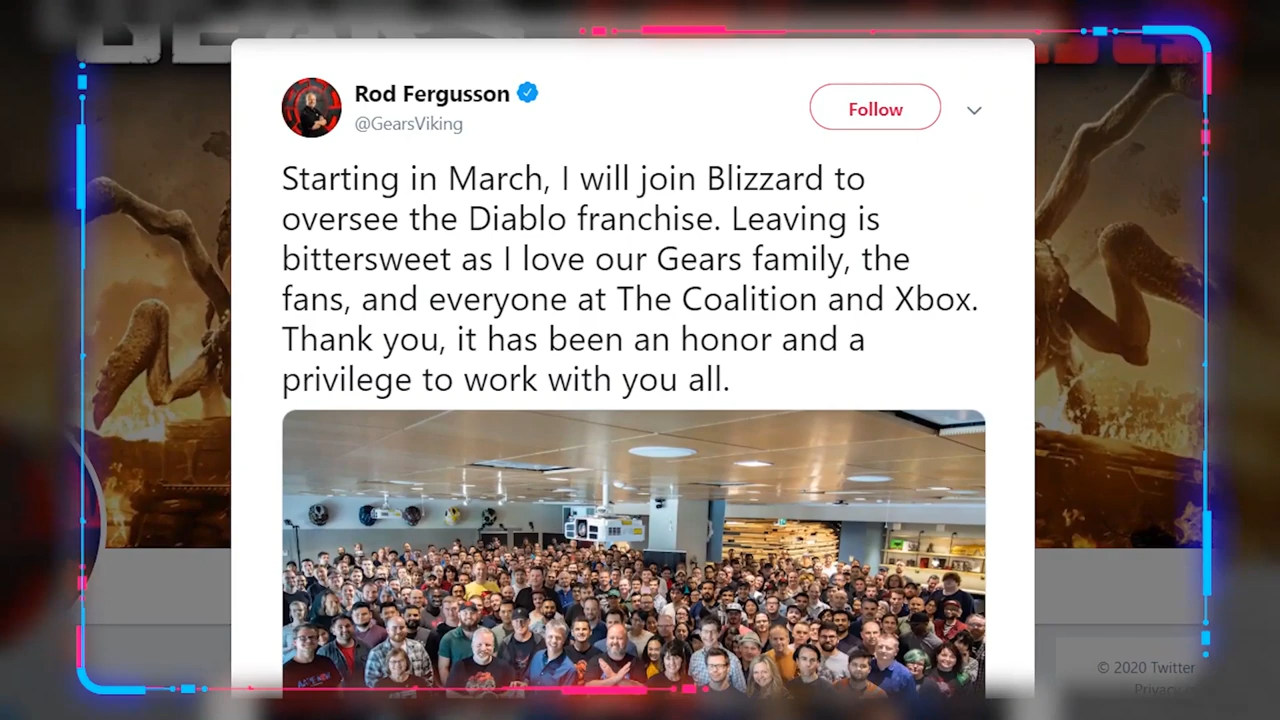 Rod Fergusson
@GearsViking
Follow
Starting in March, I will join Blizzard to
oversee the Diablo franchise. Leaving is
bittersweet as I love our Gears family, the
fans, and everyone at The Coalition and Xbox.
Thank you, it has been an honor and a
privilege to work with you all.
© 2020 Twitter
Privacy